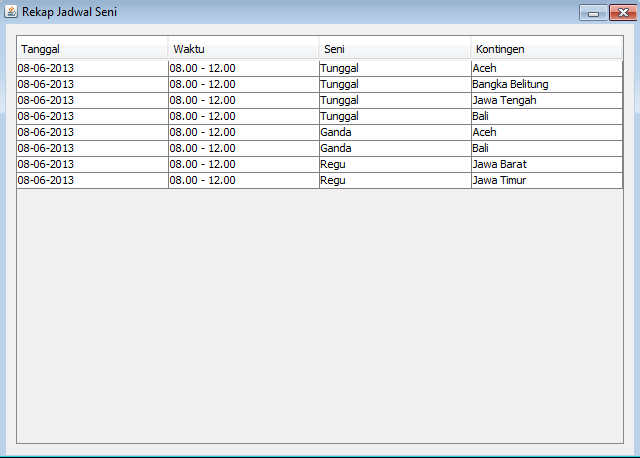 Rekap Jadwal Seni
Tanggal Waktu Seni Kontingen
08-06-2013 08.00 - 12.00 Tunggal Aceh
08-06-2013 08.00 - 12.00 Tunggal Bangka Belitung
08-06-2013 08.00 - 12.00 Tunggal Jawa Tengah
08-06-2013 08.00 - 12.00 Tunggal Bali
08-06-2013 08.00 - 12.00 Ganda Aceh
08-06-2013 08.00 - 12.00 Ganda Bali
08-06-2013 08.00 - 12.00 Regu Jawa Barat
08-06-2013 08.00 - 12.00 Regu Jawa Timur